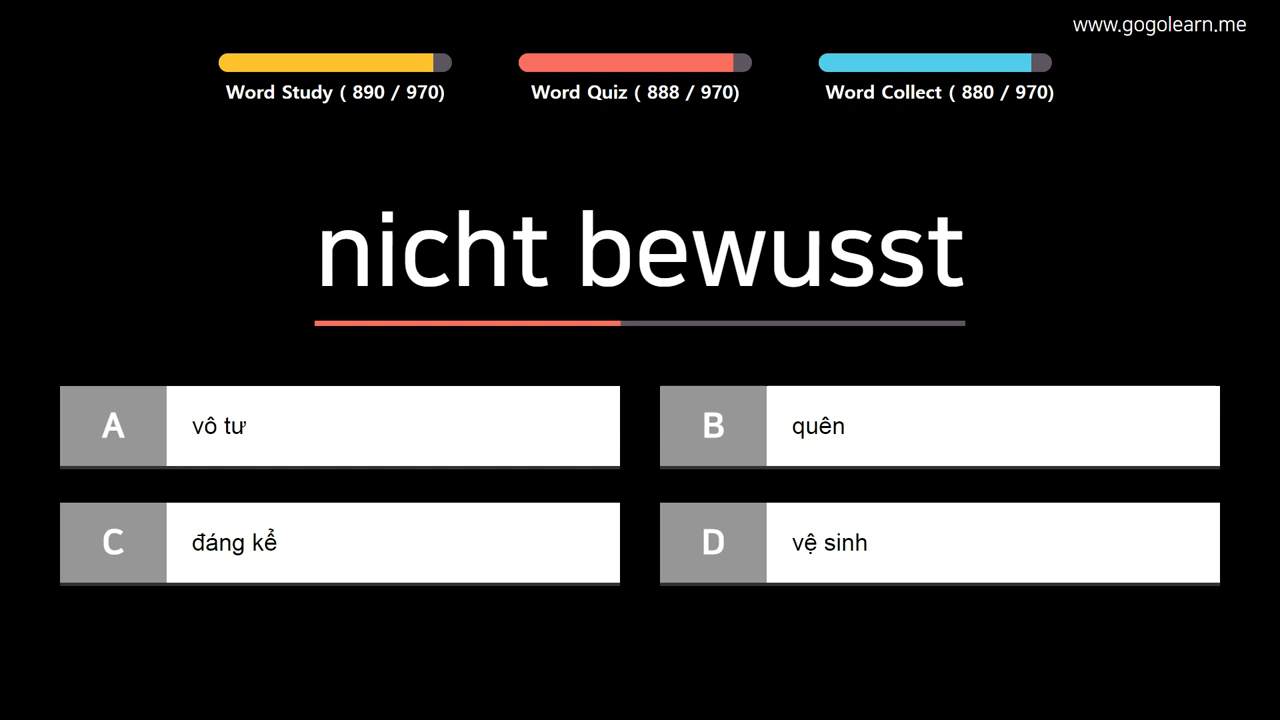 www.gogolearn.me
Word Study ( 890 / 970)
Word Quiz ( 888 / 970)
Word Collect ( 880 / 970)
nicht bewusst
A
vô tư
B
quên
C
đáng kể
D
vệ sinh